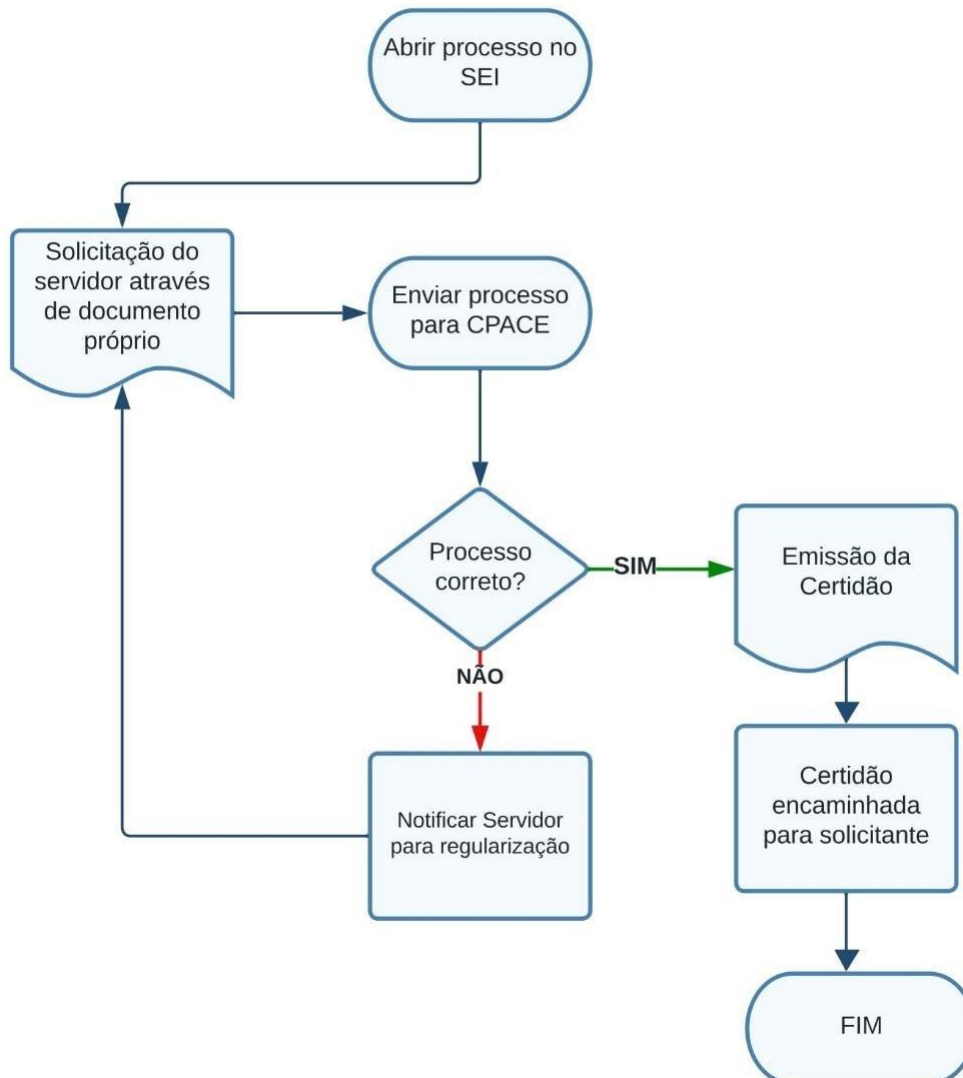 Abrir processo no
SEI
Solicitação do
servidor através
de documento
próprio
Enviar processo
para CPACE
Processo
correto?
SIM
Emissão da
Certidão
NÃO
Notificar Servidor
para regularização
Certidão
encaminhada
para solicitante
FIM